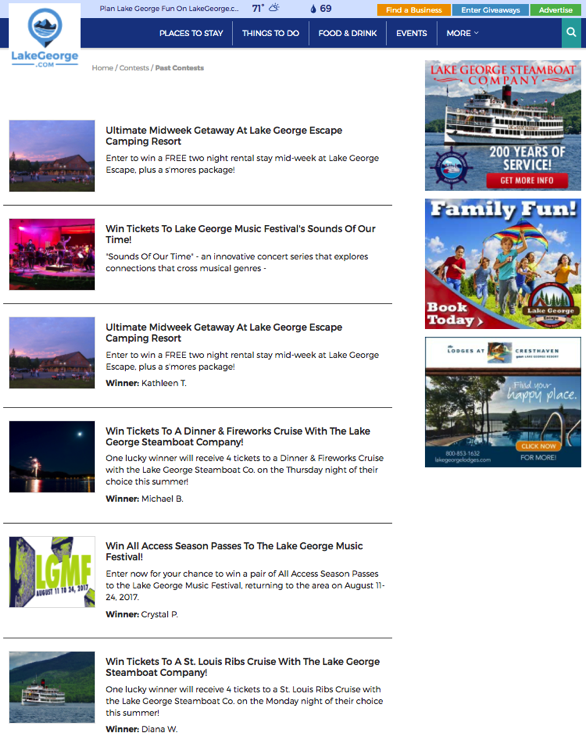 Plan Lake George Fun On LakeGeorge.c...
71°
69
Find a Business
Enter Giveaways
Advertise
LakeGeorge
.COM
PLACES TO STAY
THINGS TO DO
FOOD & DRINK
EVENTS
MORE
Home / Contests / Past Contests
Ultimate Midweek Getaway At Lake George Escape
Camping Resort
Enter to win a FREE two night rental stay mid-week at Lake George
Escape, plus a s'mores package!
Win Tickets To Lake George Music Festival's Sounds Of Our
Time!
"Sounds Of Our Time" - an innovative concert series that explores
connections that cross musical genres -
Ultimate Midweek Getaway At Lake George Escape
Camping Resort
Enter to win a FREE two night rental stay mid-week at Lake George
Escape, plus a s'mores package!
Winner: Kathleen T.
Win Tickets To A Dinner & Fireworks Cruise With The Lake
George Steamboat Company!
One lucky winner will receive 4 tickets to a Dinner & Fireworks Cruise
with the Lake George Steamboat Co. on the Thursday night of their
choice this summer!
Winner: Michael B.
LGMF
AUGUST 11 TO 24, 2017
Win All Access Season Passes To The Lake George Music
Festival!
Enter now for your chance to win a pair of All Access Season Passes
to the Lake George Music Festival, returning to the area on August 11-
24, 2017.
Winner: Crystal P.
Win Tickets To A St. Louis Ribs Cruise With The Lake George
Steamboat Company!
One lucky winner will receive 4 tickets to a St. Louis Ribs Cruise with
the Lake George Steamboat Co. on the Monday night of their choice
this summer!
Winner: Diana W.
LAKE GEORGE STEAMBOAT
COMPANY
200 YEARS OF
SERVICE!
GET MORE INFO
Family Fun!
Book
Today
Lake George
Escape
LODGES AT CRESTHAVEN
Find your
happy place.
CLICK NOW
FOR MORE!
800-853-1632
lakegeorgelodges.com